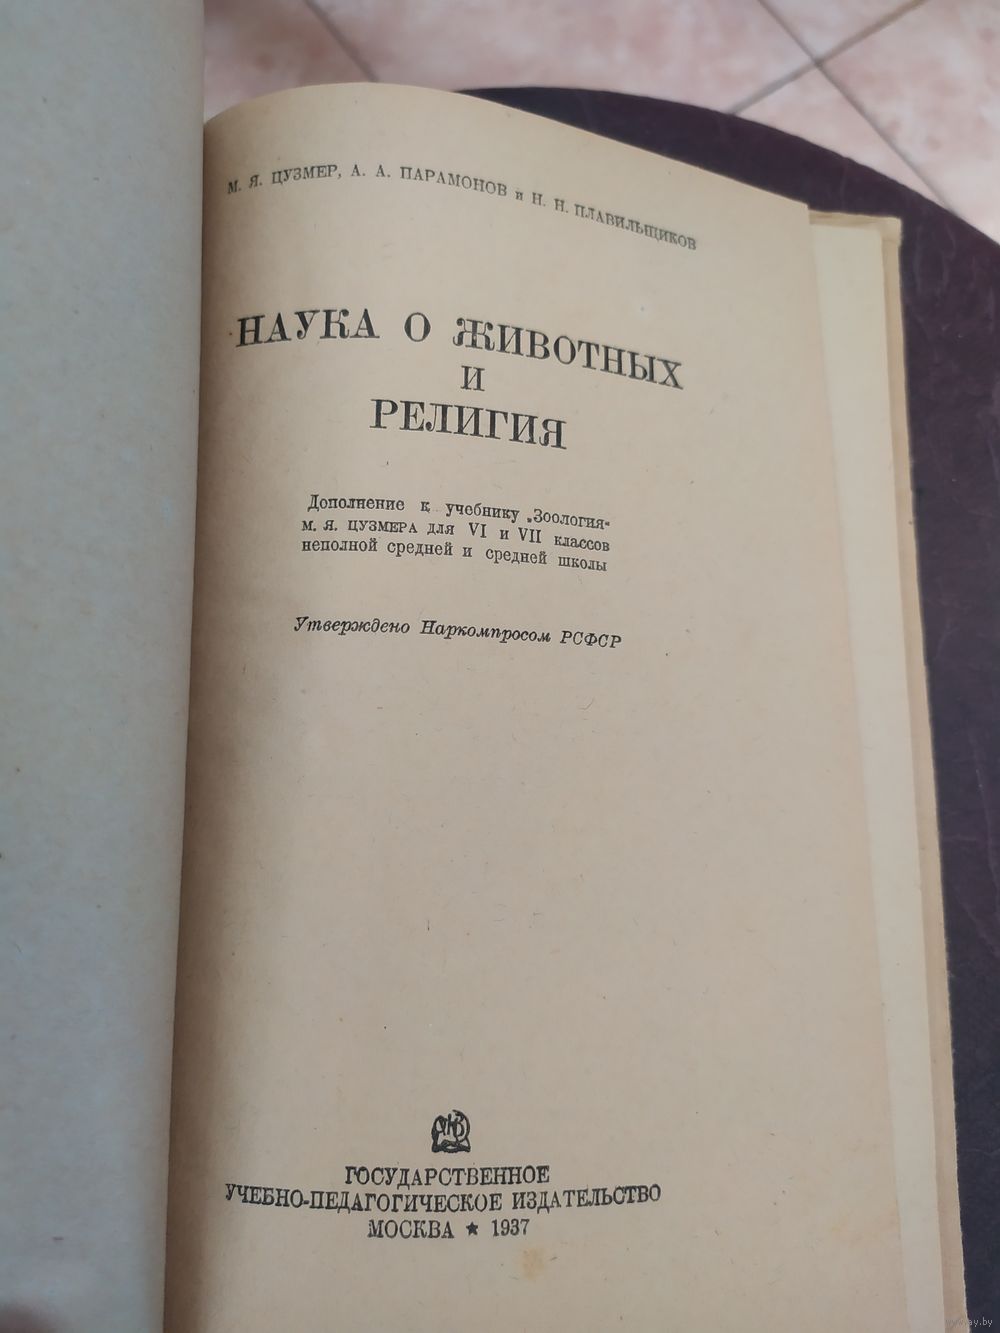 М. Я. ЦУЗМЕР, А. А. ПАРАМОНОВ и Н. Н. ПЛАВИЛЬЩИКОВ
НАУКА О ЖИВОТНЫХ
И
РЕЛИГИЯ
Дополнение к учебнику „Зоология“
М. Я. ЦУЗМЕРА для VI и VII классов
неполной средней и средней школы
Утверждено Наркомпросом РСФСР
ГОСУДАРСТВЕННОЕ
УЧЕБНО-ПЕДАГОГИЧЕСКОЕ ИЗДАТЕЛЬСТВО
МОСКВА ★ 1937